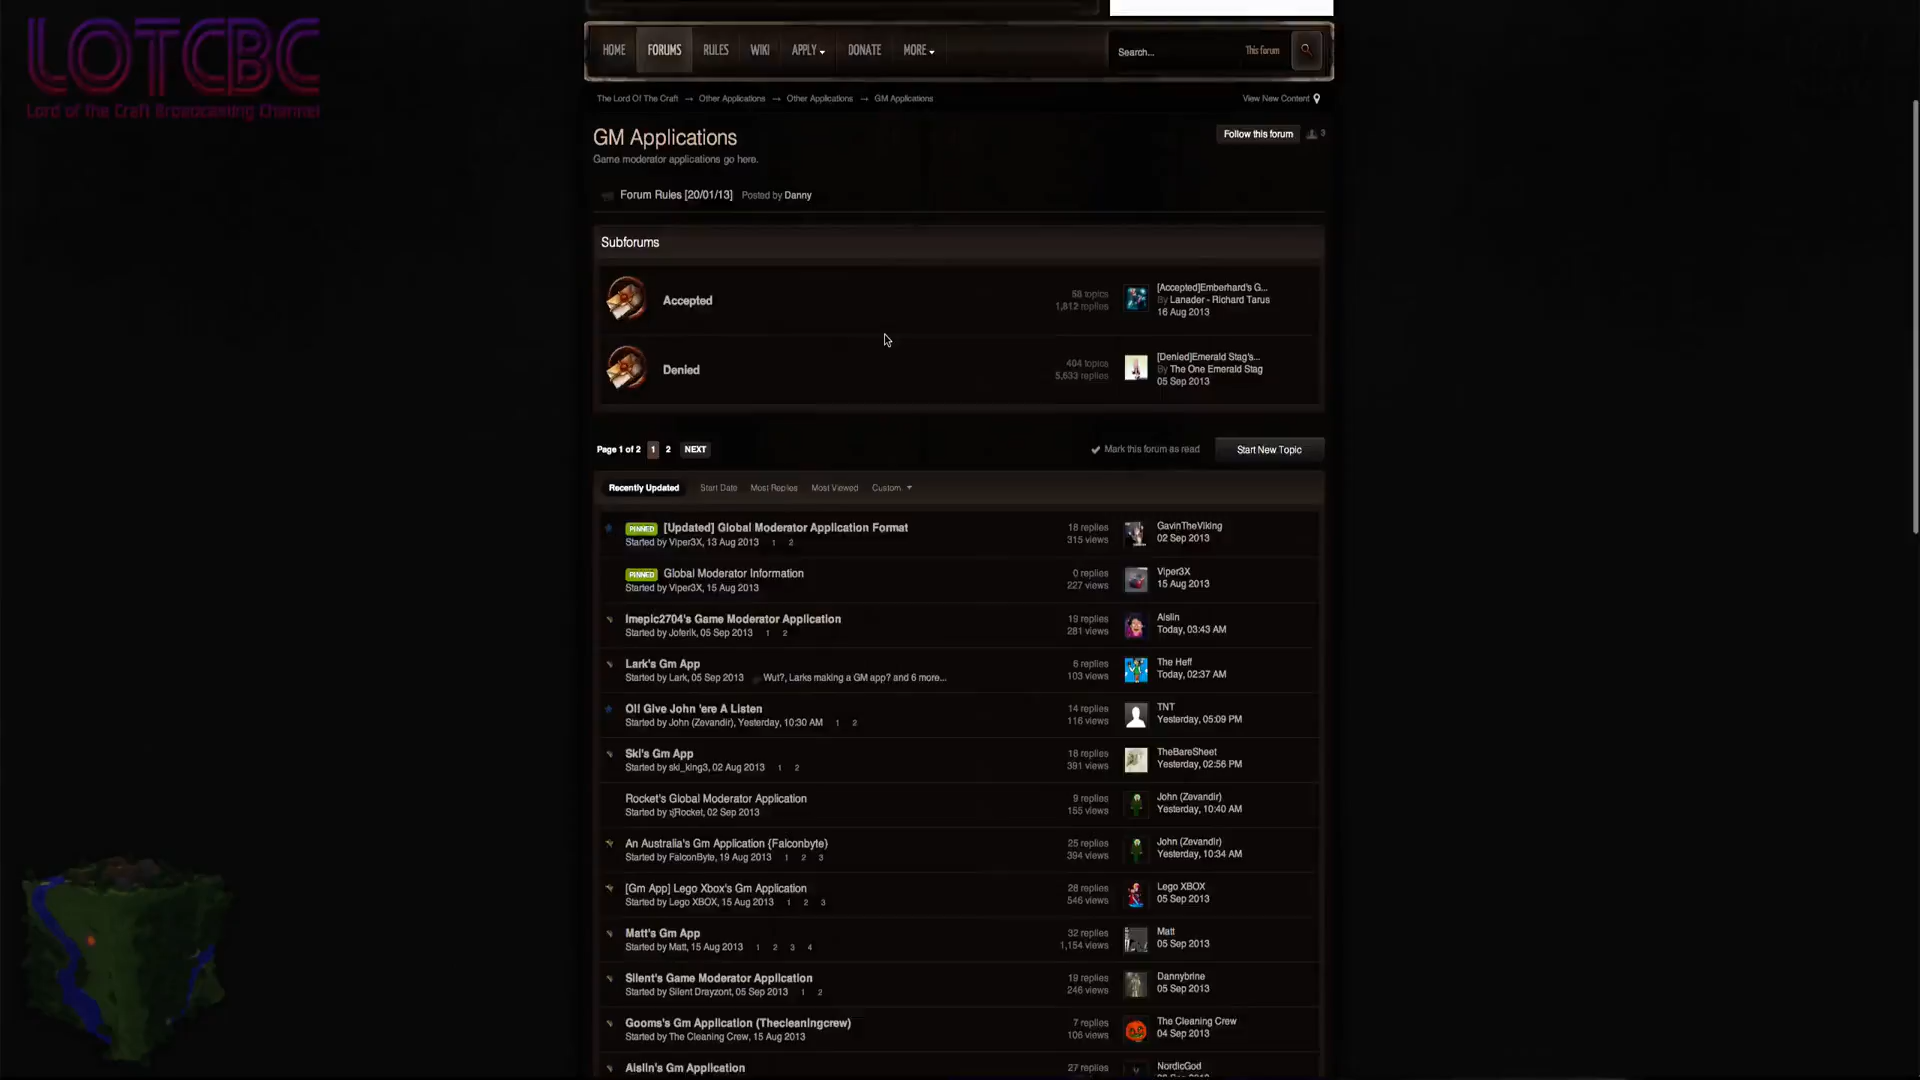 LOTCBC
Lord of the Craft Broadcasting Channel
HOME FORUMS RULES WIKI APPLY DONATE MORE Search... This forum
The Lord Of The Craft → Other Applications → Other Applications → GM Applications View New Content
GM Applications Follow this forum 3
Game moderator applications go here.
Forum Rules [20/01/13] Posted by Danny
Subforums
Accepted
58 topics
1,812 replies
[Accepted]Emberhard's G...
By Lanader - Richard Tarus
16 Aug 2013
Denied
404 topics
5,633 replies
[Denied]Emerald Stag's...
By The One Emerald Stag
05 Sep 2013
Page 1 of 2 1 2 NEXT Mark this forum as read Start New Topic
Recently Updated Start Date Most Replies Most Viewed Custom
PINNED [Updated] Global Moderator Application Format 18 replies GavinTheViking
Started by Viper3X, 13 Aug 2013 1 2 315 views 02 Sep 2013
PINNED Global Moderator Information 0 replies Viper3X
Started by Viper3X, 15 Aug 2013 227 views 15 Aug 2013
Imepic2704's Game Moderator Application 19 replies Aislin
Started by Joferik, 05 Sep 2013 1 2 281 views Today, 03:43 AM
Lark's Gm App 6 replies The Heff
Started by Lark, 05 Sep 2013 Wut?, Larks making a GM app? and 6 more... 103 views Today, 02:37 AM
Oi! Give John 'ere A Listen 14 replies TNT
Started by John (Zevandir), Yesterday, 10:30 AM 1 2 116 views Yesterday, 05:09 PM
Ski's Gm App 18 replies TheBareSheet
Started by ski_king3, 02 Aug 2013 1 2 391 views Yesterday, 02:56 PM
Rocket's Global Moderator Application 9 replies John (Zevandir)
Started by Rocket, 02 Sep 2013 155 views Yesterday, 10:40 AM
An Australia's Gm Application {Falconbyte} 25 replies John (Zevandir)
Started by FalconByte, 19 Aug 2013 1 2 3 394 views Yesterday, 10:34 AM
[Gm App] Lego Xbox's Gm Application 28 replies Lego XBOX
Started by Lego XBOX, 15 Aug 2013 1 2 3 546 views 05 Sep 2013
Matt's Gm App 32 replies Matt
Started by Matt, 15 Aug 2013 1 2 3 4 1,154 views 05 Sep 2013
Silent's Game Moderator Application 19 replies Dannybrine
Started by Silent Drayzont, 05 Sep 2013 1 2 246 views 05 Sep 2013
Gooms's Gm Application (Thecleaningcrew) 7 replies The Cleaning Crew
Started by The Cleaning Crew, 15 Aug 2013 106 views 04 Sep 2013
Aislin's Gm Application 27 replies NordicGod